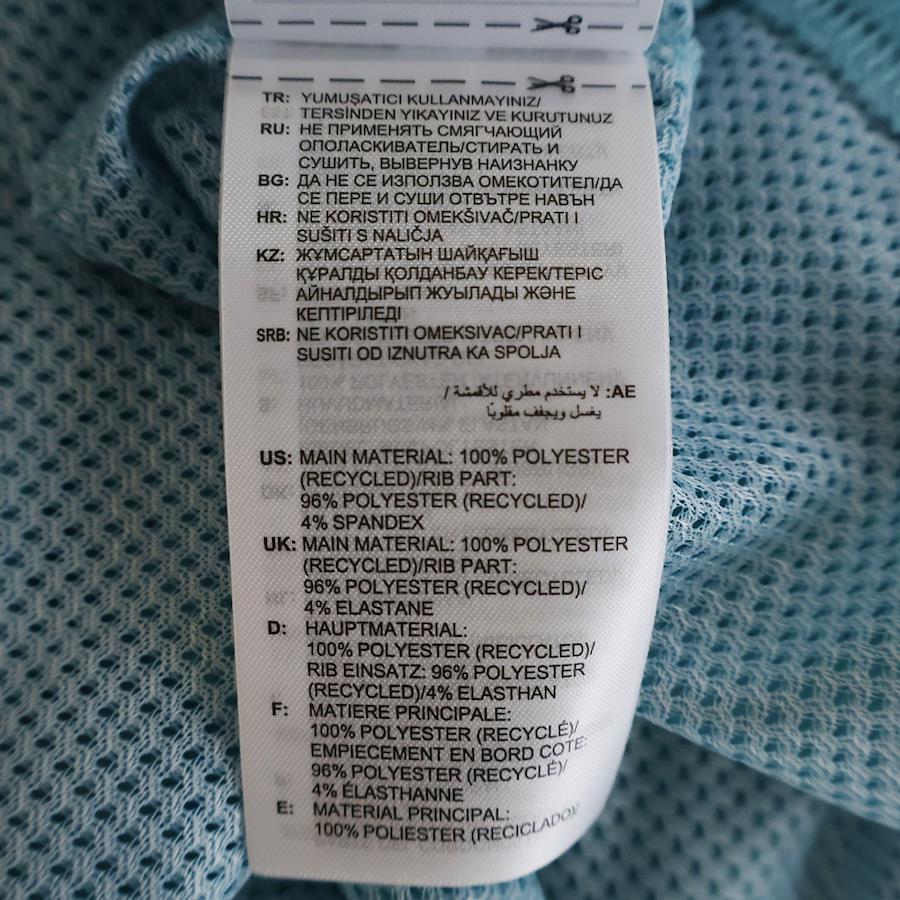 TR: YUMUŞATICI KULLANMAYINIZ/
TERSİNDEN YIKAYINIZ VE KURUTUNUZ
RU: НЕ ПРИМЕНЯТЬ СМЯГЧАЮЩИЙ
ОПОЛАСКИВАТЕЛЬ/СТИРАТЬ И
СУШИТЬ, ВЫВЕРНУВ НАИЗНАНКУ
BG: ДА НЕ СЕ ИЗПОЛЗВА ОМЕКОТИТЕЛ/ДА
СЕ ПЕРЕ И СУШИ ОТВЪТРЕ НАВЪН
HR: NE KORISTITI OMEKŠIVAČ/PRATI I
SUŠITI S NALIČJA
KZ: ЖҰМСАРТАТЫН ШАЙҚАҒЫШ
ҚҰРАЛДЫ ҚОЛДАНБАУ КЕРЕК/ТЕРІС
АЙНАЛДЫРЫП ЖУЫЛАДЫ ЖӘНЕ
КЕПТІРІЛЕДІ
SRB: NE KORISTITI OMEKSIVAC/PRATI I
SUSITI OD IZNUTRA KA SPOLJA
AE: لا يستخدم مطري للأقمشة /
يغسل ويجفف مقلوبًا
US: MAIN MATERIAL: 100% POLYESTER
(RECYCLED)/RIB PART:
96% POLYESTER (RECYCLED)/
4% SPANDEX
UK: MAIN MATERIAL: 100% POLYESTER
(RECYCLED)/RIB PART:
96% POLYESTER (RECYCLED)/
4% ELASTANE
D: HAUPTMATERIAL:
100% POLYESTER (RECYCLED)/
RIB EINSATZ: 96% POLYESTER
(RECYCLED)/4% ELASTHAN
F: MATIERE PRINCIPALE:
100% POLYESTER (RECYCLÉ)/
EMPIECEMENT EN BORD COTE:
96% POLYESTER (RECYCLÉ)/
4% ÉLASTHANNE
E: MATERIAL PRINCIPAL:
100% POLIESTER (RECICLADO)/